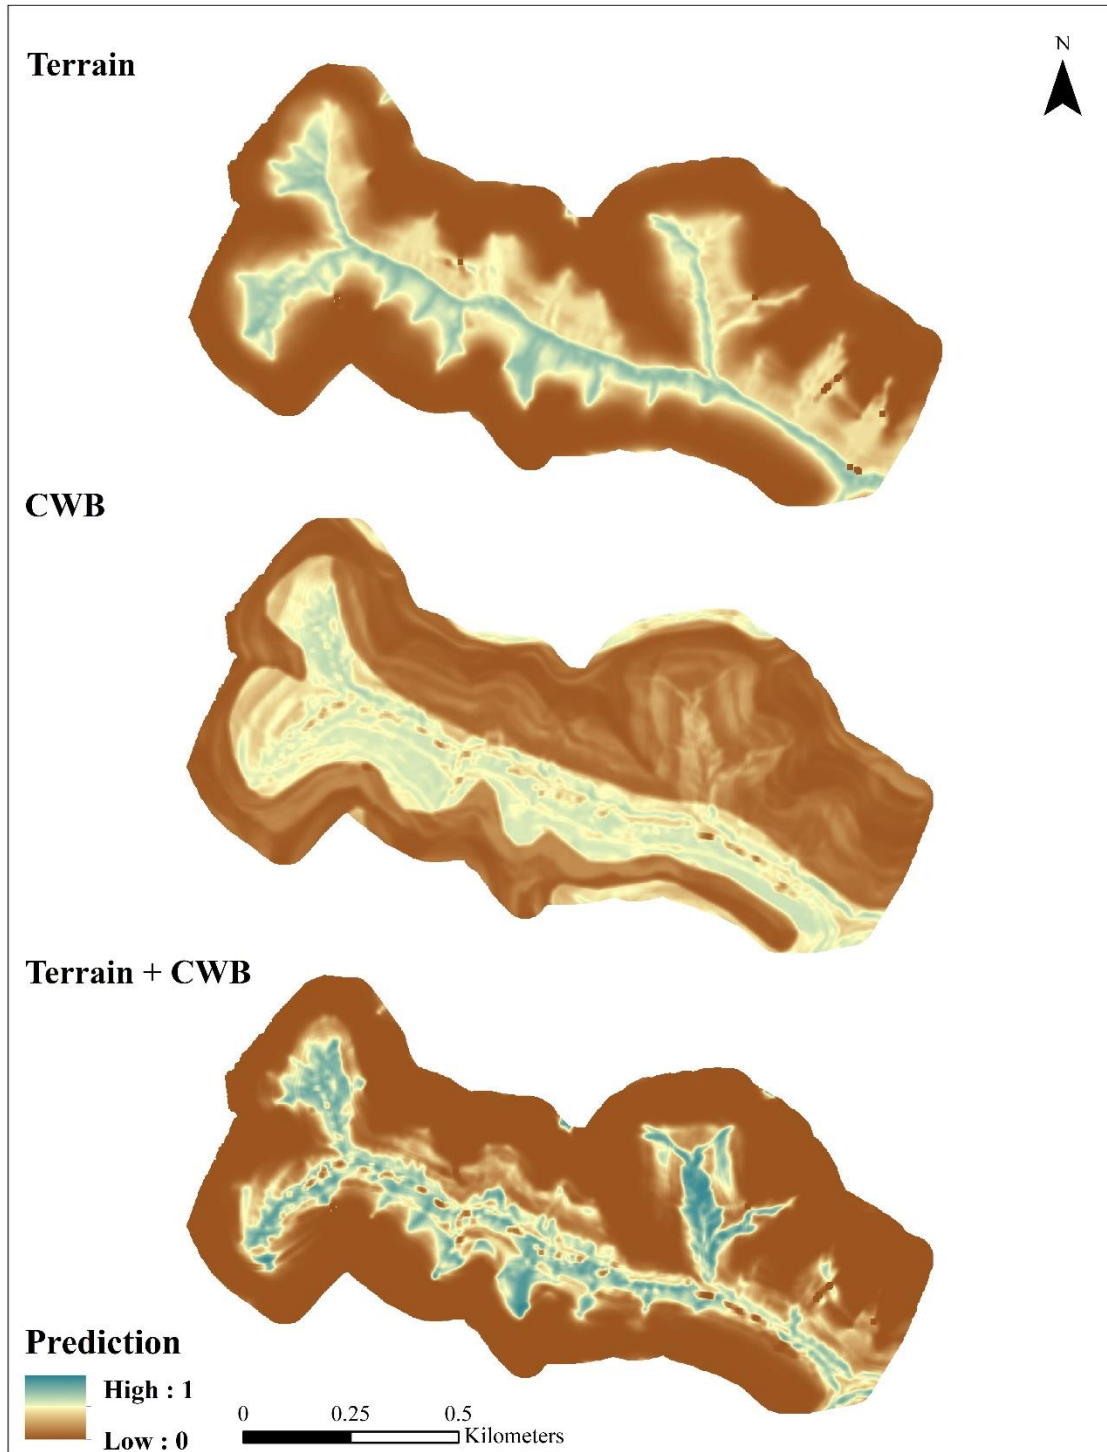 Terrain
N
CWB
Terrain + CWB
Prediction
High : 1
Low : 0
0 0.25 0.5
Kilometers